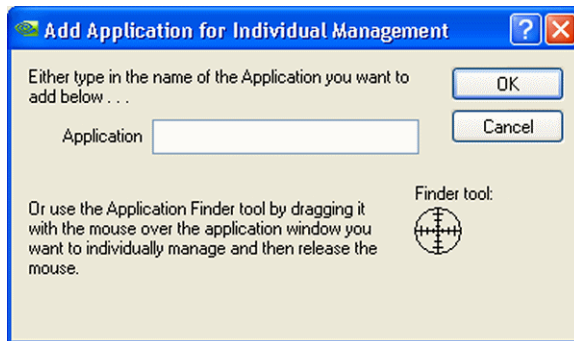 Add Application for Individual Management
Either type in the name of the Application you want to
add below . . .
OK
Application
Cancel
Finder tool:
Or use the Application Finder tool by dragging it
with the mouse over the application window you
want to individually manage and then release the
mouse.